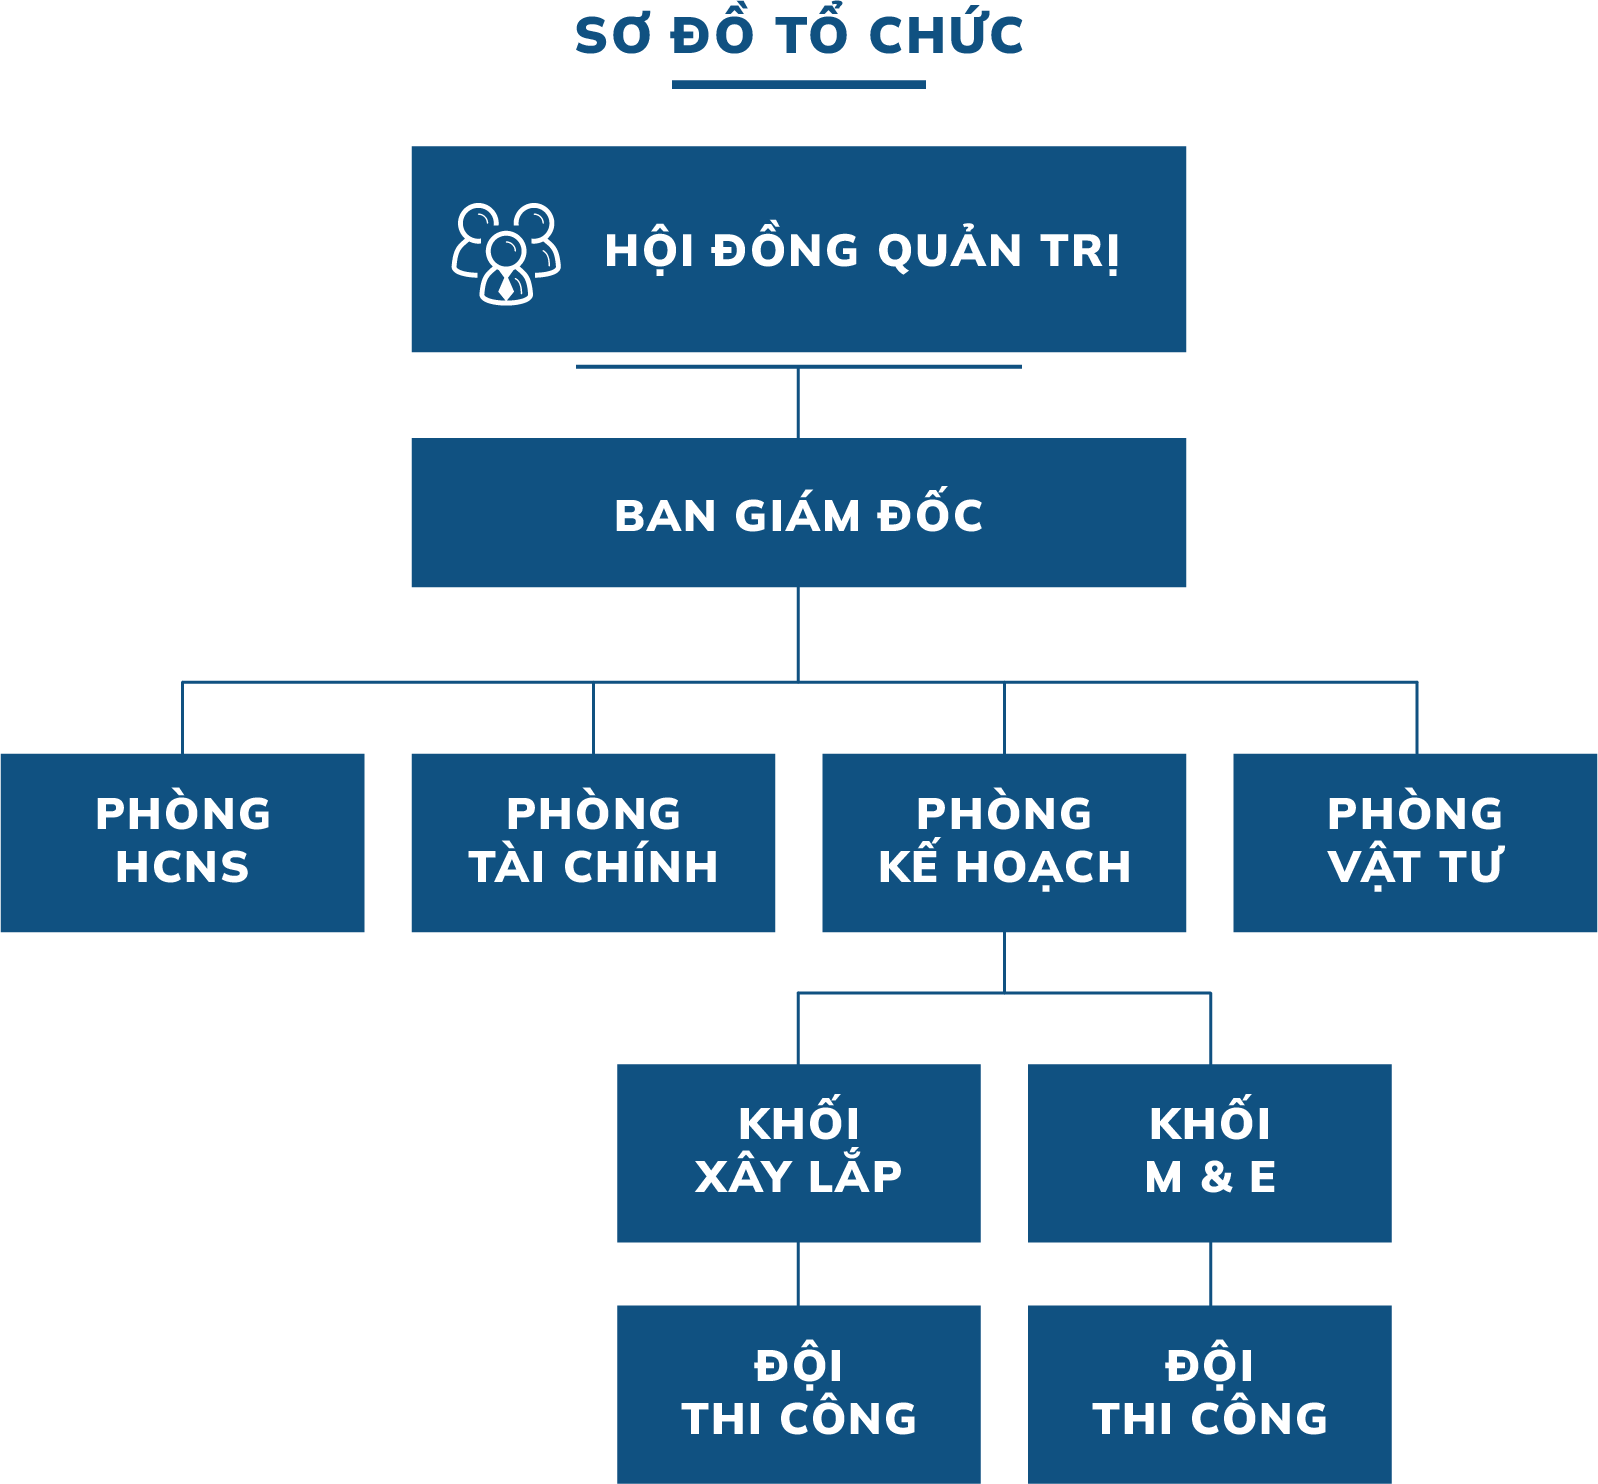 SƠ ĐỒ TỔ CHỨC
HỘI ĐỒNG QUẢN TRỊ
BAN GIÁM ĐỐC
PHÒNG
HCNS
PHÒNG
TÀI CHÍNH
PHÒNG
KẾ HOẠCH
PHÒNG
VẬT TƯ
KHỐI
XÂY LẮP
KHỐI
M & E
ĐỘI
THI CÔNG
ĐỘI
THI CÔNG